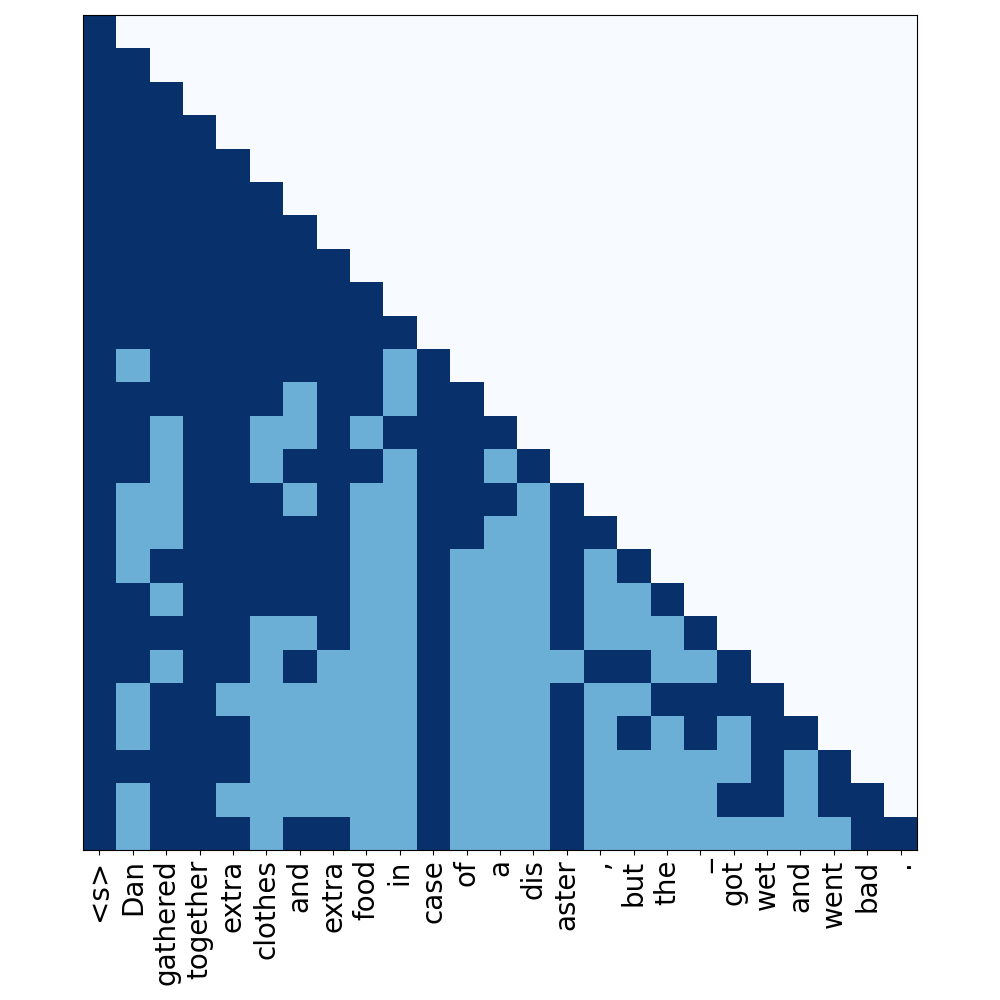 <s> Dan gathered together extra clothes and extra food in case of a dis aster , but the _ got wet and went bad .